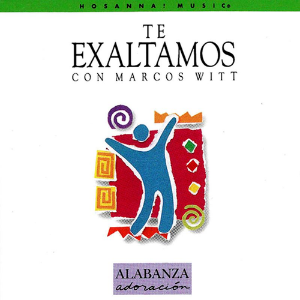 HOSANNA! MUSIC®
TE
EXALTAMOS
CON MARCOS WITT
ALABANZA
adoración